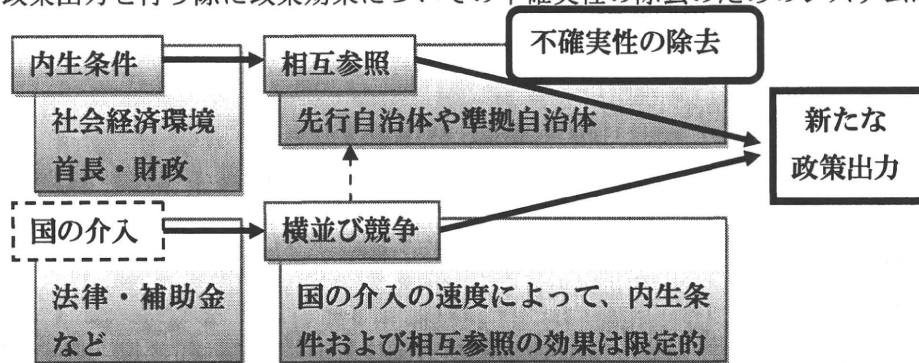 政策出力を行う際に政策効果についての不確実性の除去のためのシステム
内生条件
社会経済環境
首長・財政
相互参照
先行自治体や準拠自治体
不確実性の除去
新たな
政策出力
国の介入
法律・補助金
など
横並び競争
国の介入の速度によって、内生条
件および相互参照の効果は限定的